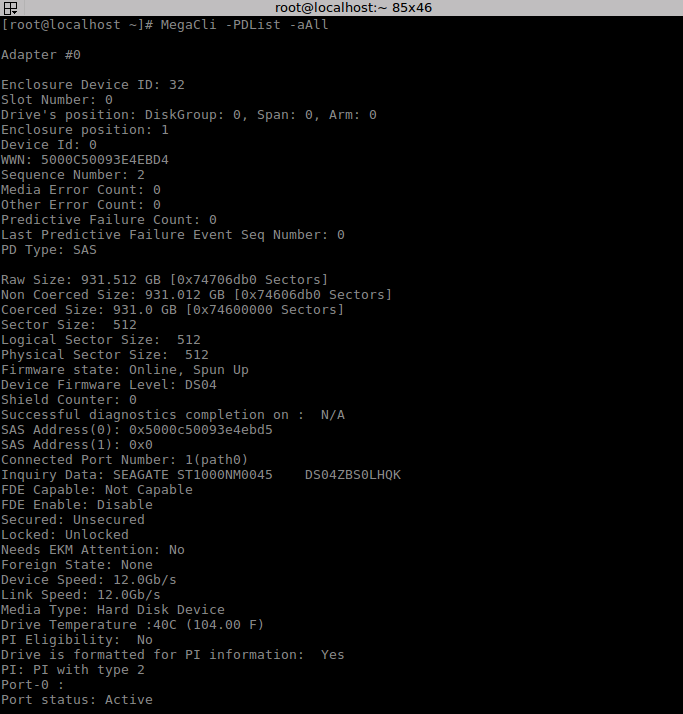 root@localhost:~ 85x46
[root@localhost ~]# MegaCli -PDList -aAll
Adapter #0
Enclosure Device ID: 32
Slot Number: 0
Drive's position: DiskGroup: 0, Span: 0, Arm: 0
Enclosure position: 1
Device Id: 0
WWN: 5000C50093E4EBD4
Sequence Number: 2
Media Error Count: 0
Other Error Count: 0
Predictive Failure Count: 0
Last Predictive Failure Event Seq Number: 0
PD Type: SAS
Raw Size: 931.512 GB [0x74706db0 Sectors]
Non Coerced Size: 931.012 GB [0x74606db0 Sectors]
Coerced Size: 931.0 GB [0x74600000 Sectors]
Sector Size:  512
Logical Sector Size:  512
Physical Sector Size:  512
Firmware state: Online, Spun Up
Device Firmware Level: DS04
Shield Counter: 0
Successful diagnostics completion on :  N/A
SAS Address(0): 0x5000c50093e4ebd5
SAS Address(1): 0x0
Connected Port Number: 1(path0)
Inquiry Data: SEAGATE ST1000NM0045    DS04ZBS0LHQK
FDE Capable: Not Capable
FDE Enable: Disable
Secured: Unsecured
Locked: Unlocked
Needs EKM Attention: No
Foreign State: None
Device Speed: 12.0Gb/s
Link Speed: 12.0Gb/s
Media Type: Hard Disk Device
Drive Temperature :40C (104.00 F)
PI Eligibility:  No
Drive is formatted for PI information:  Yes
PI: PI with type 2
Port-0 :
Port status: Active